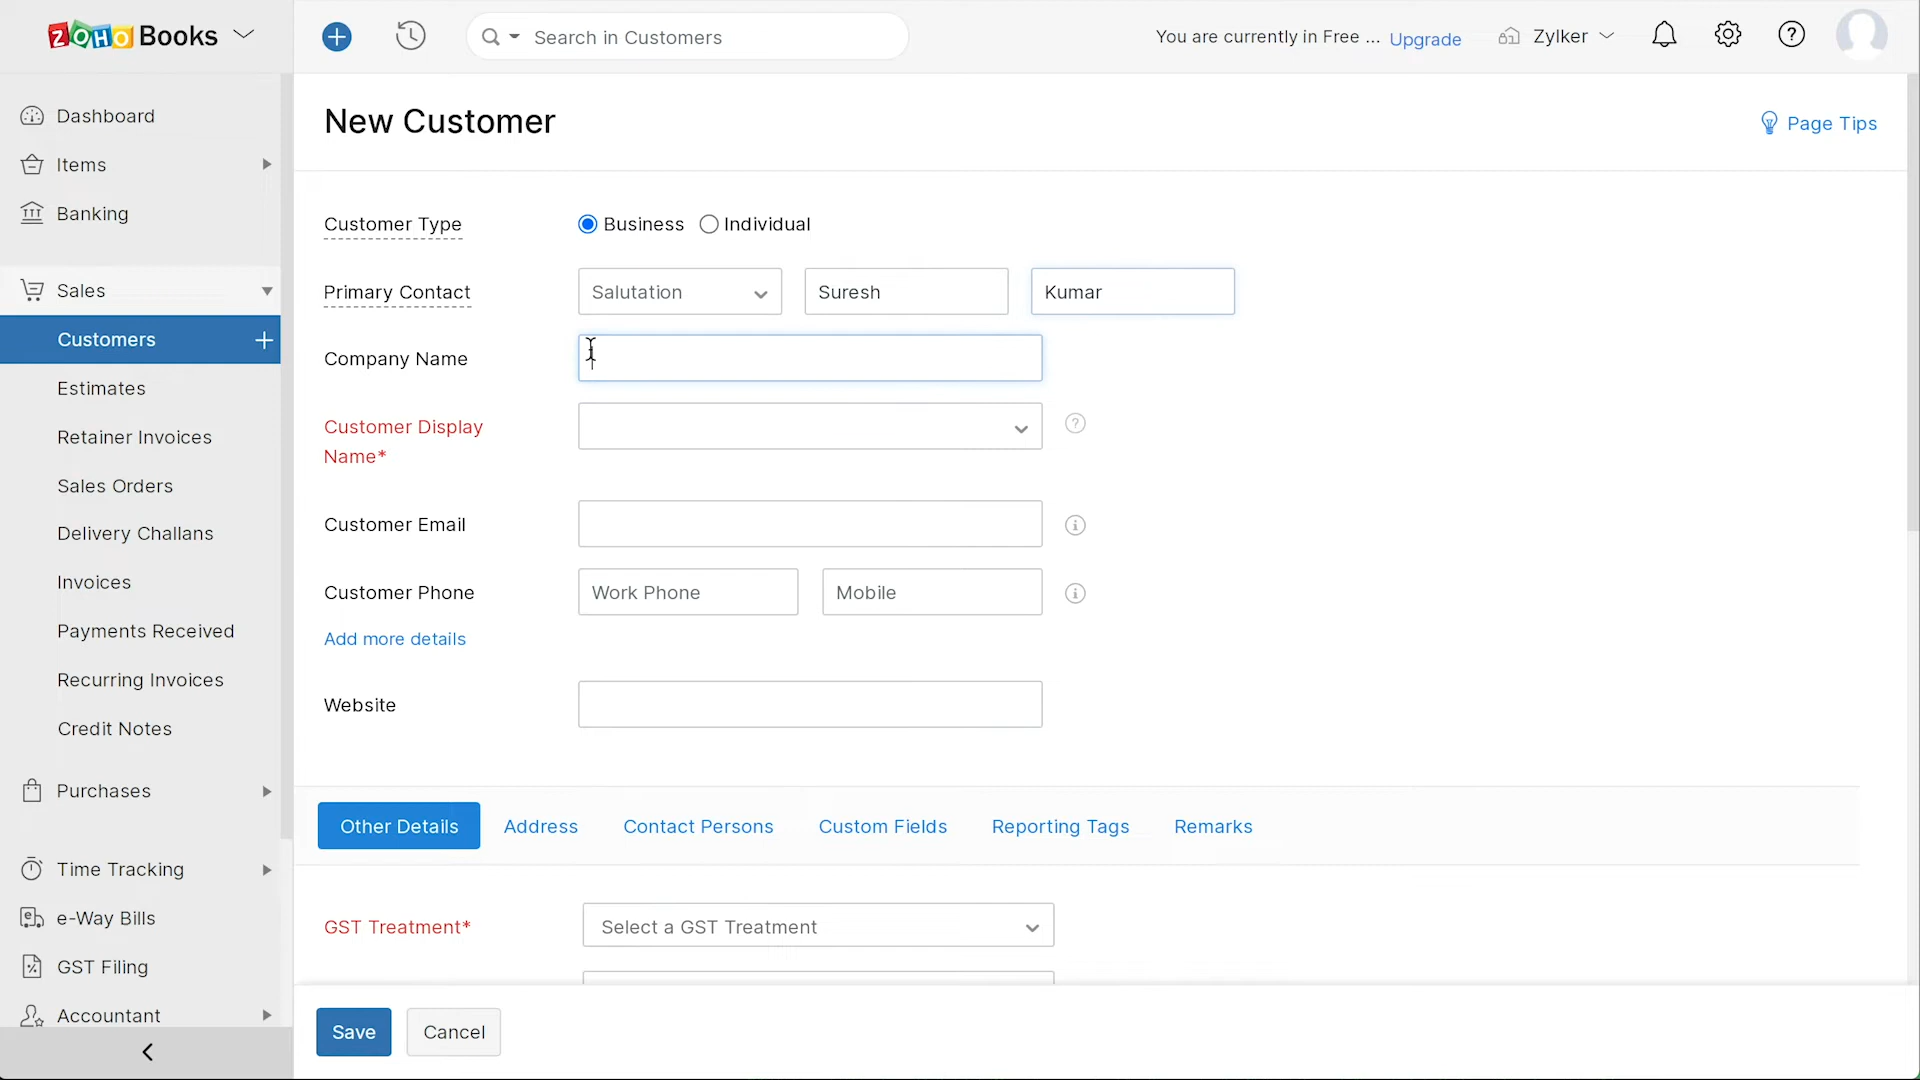 ZOHO Books
Search in Customers
You are currently in Free ... Upgrade
Zylker
Dashboard
Items
Banking
Sales
Customers
Estimates
Retainer Invoices
Sales Orders
Delivery Challans
Invoices
Payments Received
Recurring Invoices
Credit Notes
Purchases
Time Tracking
e-Way Bills
GST Filing
Accountant
New Customer
Page Tips
Customer Type
Business
Individual
Primary Contact
Salutation
Suresh
Kumar
Company Name
Customer Display
Name*
Customer Email
Customer Phone
Work Phone
Mobile
Add more details
Website
Other Details
Address
Contact Persons
Custom Fields
Reporting Tags
Remarks
GST Treatment*
Select a GST Treatment
Save
Cancel